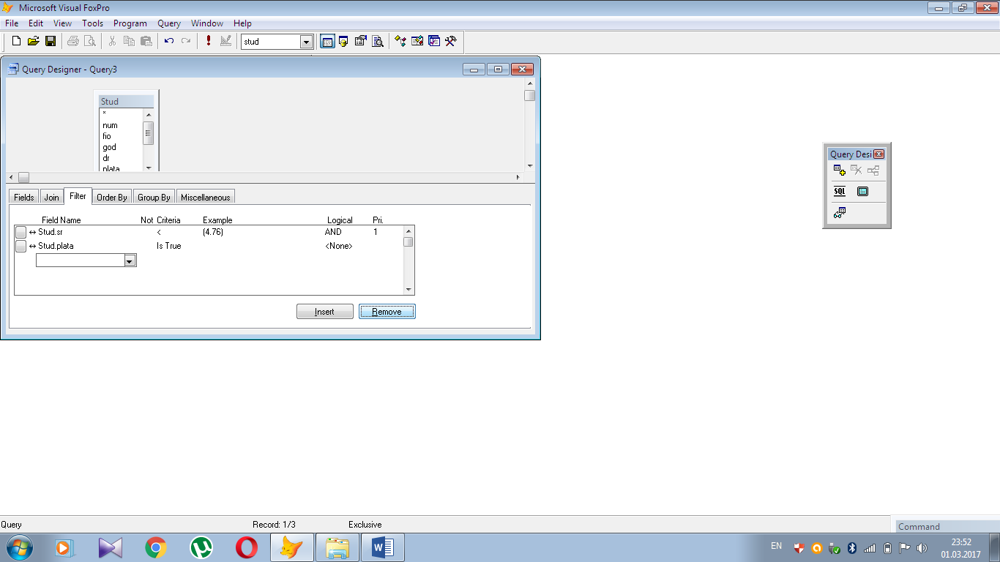 Microsoft Visual FoxPro
File Edit View Tools Program Query Window Help
stud
Query Designer - Query3
Stud
*
num
fio
god
dr
plata
Query Desi
SQL
Fields Join Filter Order By Group By Miscellaneous
Field Name Not Criteria Example Logical Pri.
Stud.sr < (4.76) AND 1
Stud.plata Is True <None>
Insert Remove
Query Record: 1/3 Exclusive
Command
EN 23:52
01.03.2017